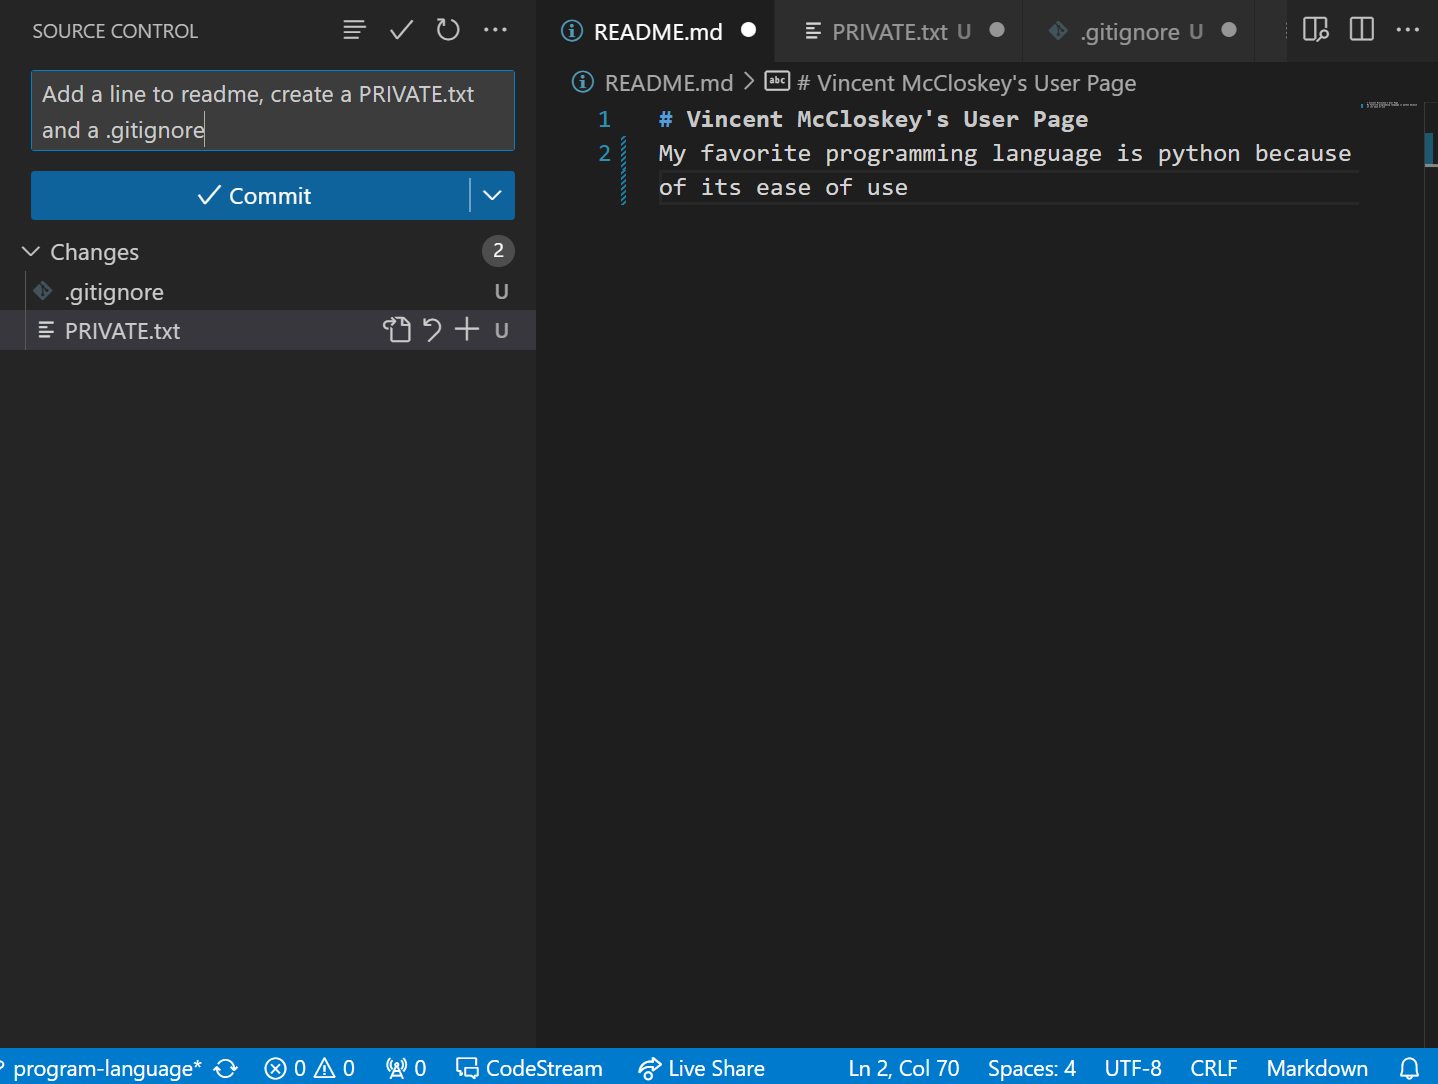 SOURCE CONTROL
Add a line to readme, create a PRIVATE.txt
and a .gitignore
Commit
Changes 2
.gitignore U
PRIVATE.txt U
README.md PRIVATE.txt U .gitignore U
README.md > abc # Vincent McCloskey's User Page
1 # Vincent McCloskey's User Page
2 My favorite programming language is python because
of its ease of use
program-language* 0 0 0 CodeStream Live Share Ln 2, Col 70 Spaces: 4 UTF-8 CRLF Markdown